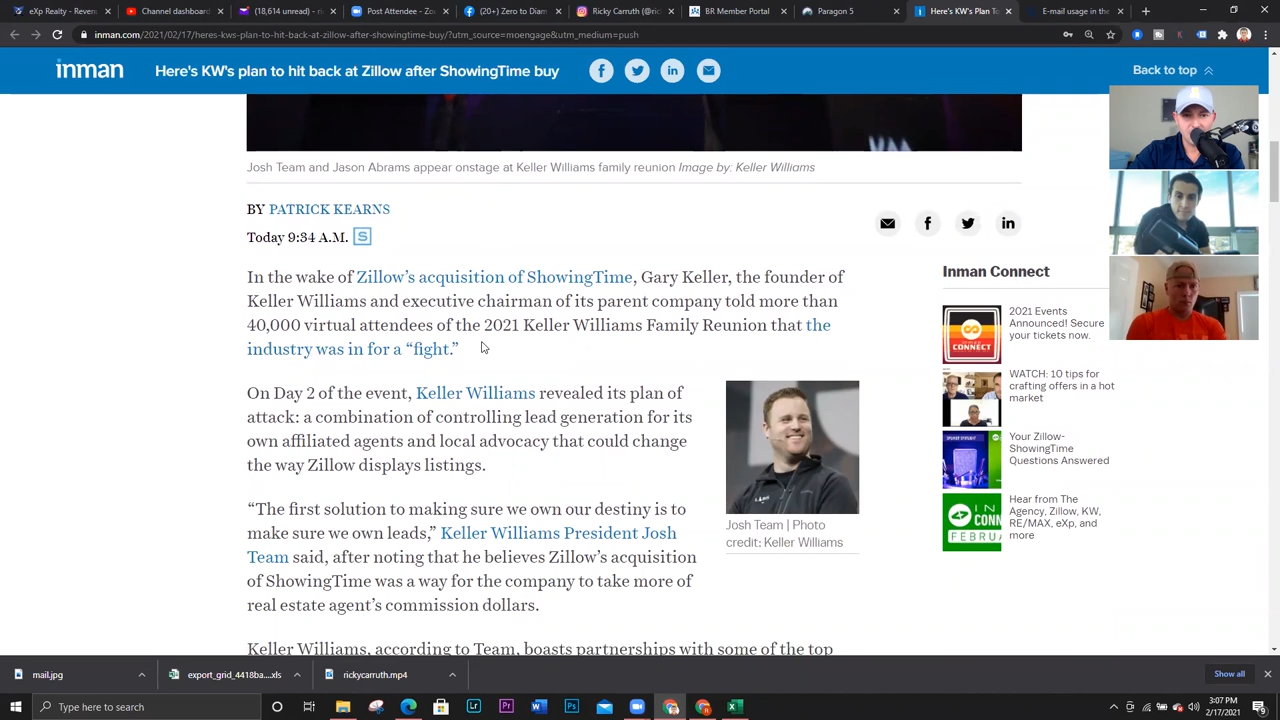 eXp Realty - Reven
Channel dashboard
(18,614 unread)
Post Attendee - Zo
(20+) Zero to Diam
Ricky Carruth (@ric
BR Member Portal
Paragon 5
Here's KW's plan to
E-mail usage in the
inman.com/2021/02/17/heres-kws-plan-to-hit-back-at-zillow-after-showingtime-buy/?utm_source=moengage&utm_medium=push
inman
Here's KW's plan to hit back at Zillow after ShowingTime buy
Back to top
Josh Team and Jason Abrams appear onstage at Keller Williams family reunion Image by: Keller Williams
BY PATRICK KEARNS
Today 9:34 A.M. S
In the wake of Zillow’s acquisition of ShowingTime, Gary Keller, the founder of
Keller Williams and executive chairman of its parent company told more than
40,000 virtual attendees of the 2021 Keller Williams Family Reunion that the
industry was in for a “fight.”
On Day 2 of the event, Keller Williams revealed its plan of
attack: a combination of controlling lead generation for its
own affiliated agents and local advocacy that could change
the way Zillow displays listings.
“The first solution to making sure we own our destiny is to
make sure we own leads,” Keller Williams President Josh
Team said, after noting that he believes Zillow’s acquisition
of ShowingTime was a way for the company to take more of
real estate agent’s commission dollars.
Keller Williams, according to Team, boasts partnerships with some of the top
Josh Team | Photo
credit: Keller Williams
Inman Connect
2021 Events
Announced! Secure
your tickets now.
WATCH: 10 tips for
crafting offers in a hot
market
Your Zillow-
ShowingTime
Questions Answered
Hear from The
Agency, Zillow, KW,
RE/MAX, eXp, and
more
mail.jpg
export_grid_4418ba....xls
rickycarruth.mp4
Show all
Type here to search
3:07 PM
2/17/2021